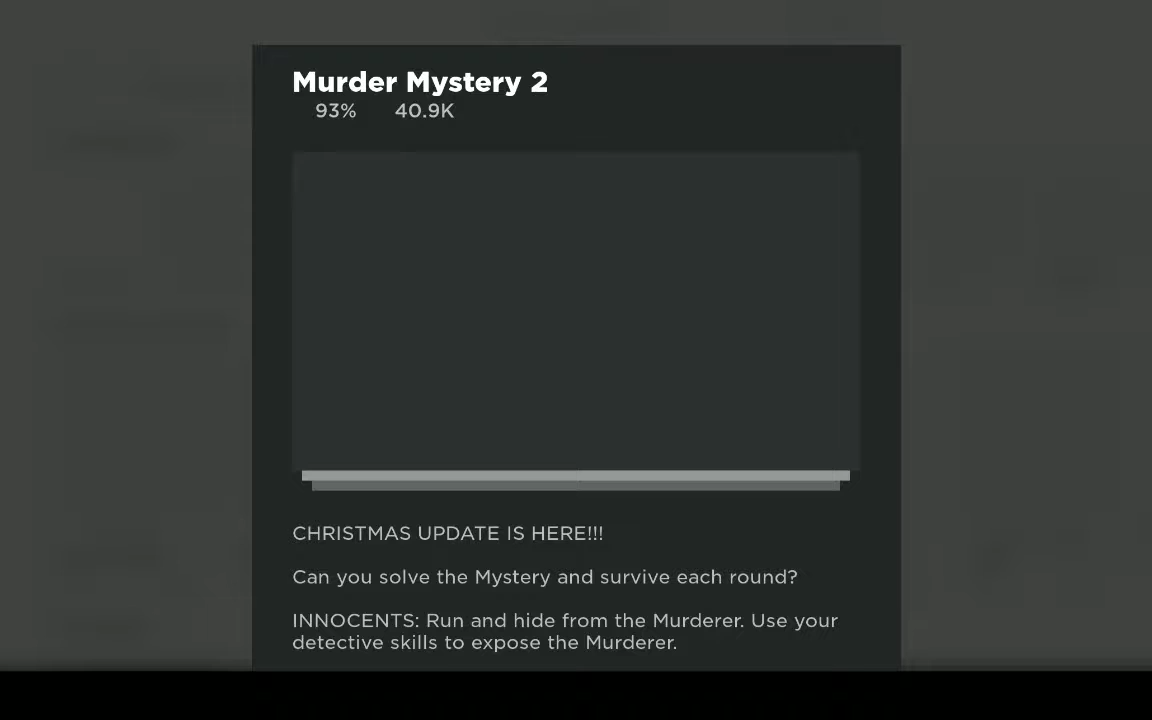 Murder Mystery 2
93% 40.9K
CHRISTMAS UPDATE IS HERE!!!
Can you solve the Mystery and survive each round?
INNOCENTS: Run and hide from the Murderer. Use your
detective skills to expose the Murderer.